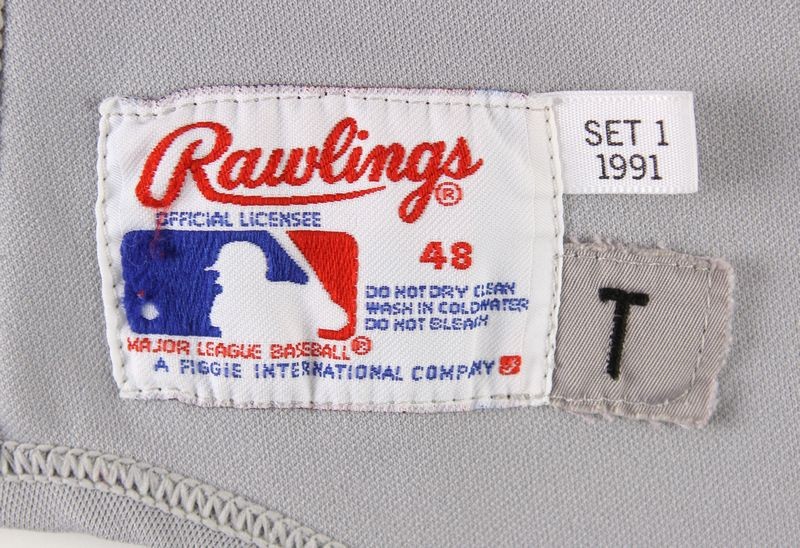 Rawlings®
OFFICIAL LICENSEE
48
DO NOT DRY CLEAN
WASH IN COLD WATER
DO NOT BLEACH
MAJOR LEAGUE BASEBALL®
A FIGGIE INTERNATIONAL COMPANY
SET 1
1991
T